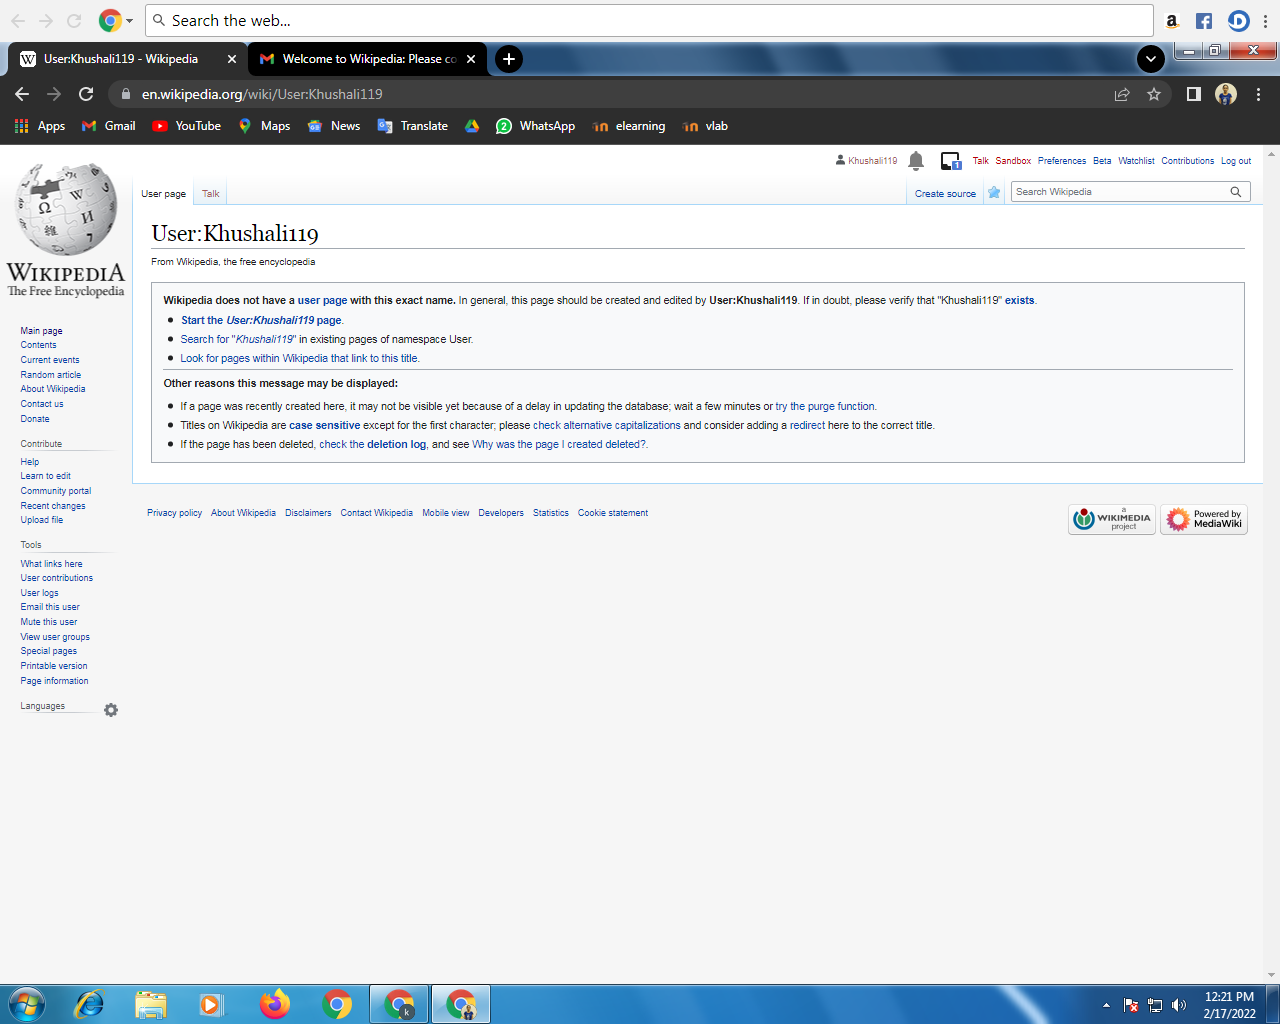 Search the web...
User:Khushali119 - Wikipedia
Welcome to Wikipedia: Please co
en.wikipedia.org/wiki/User:Khushali119
Apps Gmail YouTube Maps News Translate WhatsApp elearning vlab
Khushali119 1 Talk Sandbox Preferences Beta Watchlist Contributions Log out
User page Talk Create source Search Wikipedia
WIKIPEDIA
The Free Encyclopedia
User:Khushali119
From Wikipedia, the free encyclopedia
Wikipedia does not have a user page with this exact name. In general, this page should be created and edited by User:Khushali119. If in doubt, please verify that "Khushali119" exists.
Start the User:Khushali119 page.
Search for "Khushali119" in existing pages of namespace User.
Look for pages within Wikipedia that link to this title.
Other reasons this message may be displayed:
If a page was recently created here, it may not be visible yet because of a delay in updating the database; wait a few minutes or try the purge function.
Titles on Wikipedia are case sensitive except for the first character; please check alternative capitalizations and consider adding a redirect here to the correct title.
If the page has been deleted, check the deletion log, and see Why was the page I created deleted?.
Main page
Contents
Current events
Random article
About Wikipedia
Contact us
Donate
Contribute
Help
Learn to edit
Community portal
Recent changes
Upload file
Tools
What links here
User contributions
User logs
Email this user
Mute this user
View user groups
Special pages
Printable version
Page information
Languages
Privacy policy About Wikipedia Disclaimers Contact Wikipedia Mobile view Developers Statistics Cookie statement
a
WIKIMEDIA
project
Powered by
MediaWiki
k
12:21 PM
2/17/2022